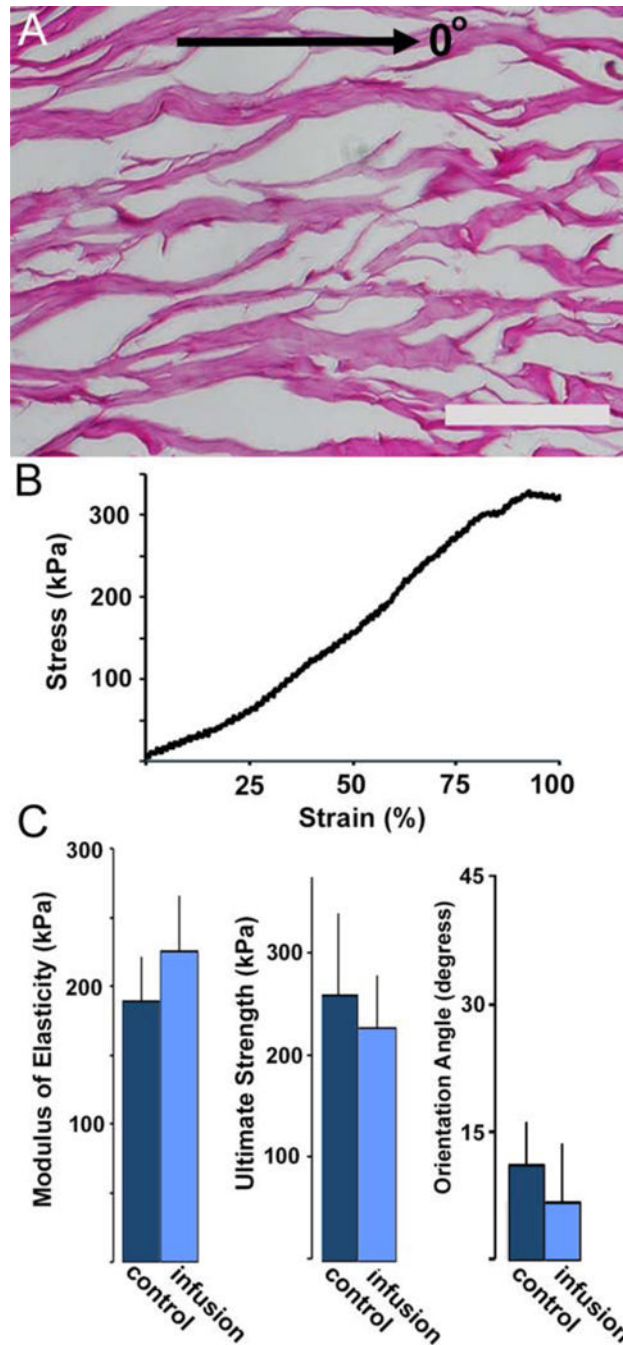 A
0°
B
Stress (kPa)
300
200
100
25
50
75
100
Strain (%)
C
Modulus of Elasticity (kPa)
300
200
100
control
infusion
Ultimate Strength (kPa)
300
200
100
control
infusion
Orientation Angle (degree)
45
30
15
control
infusion